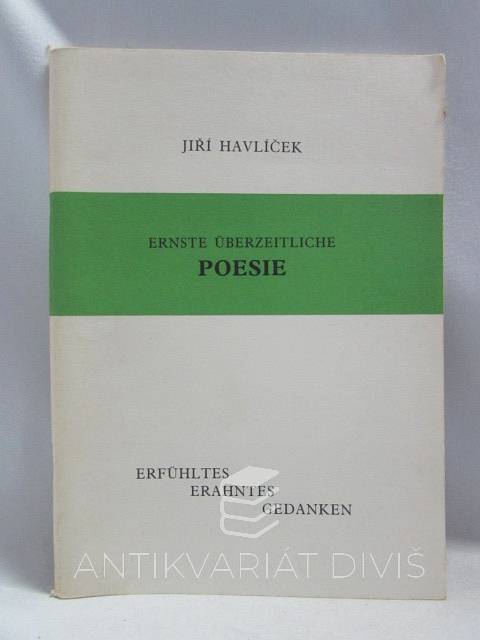 JIŘÍ HAVLÍČEK
ERNSTE ÜBERZEITLICHE
POESIE
ERFÜHLTES
ERAHNTES
GEDANKEN
ANTIKVARIÁT DIVIŠ